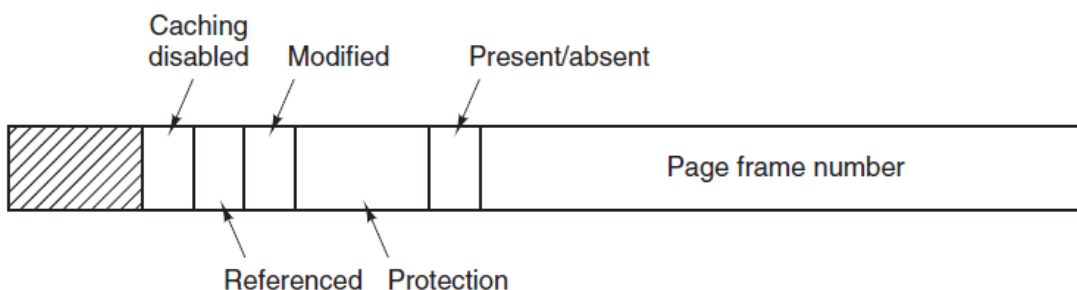 Caching
disabled
Modified
Present/absent
Page frame number
Referenced
Protection